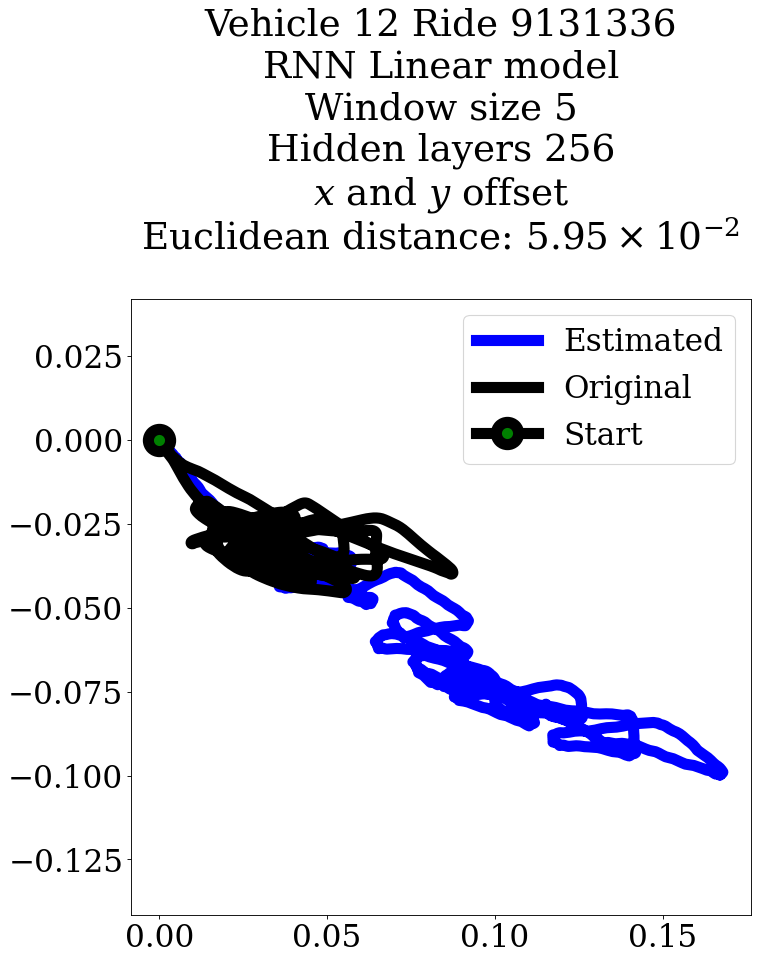 Vehicle 12 Ride 9131336
RNN Linear model
Window size 5
Hidden layers 256
x and y offset
Euclidean distance: 5.95 × 10⁻²
Estimated
Original
Start
0.025
0.000
−0.025
−0.050
−0.075
−0.100
−0.125
0.00 0.05 0.10 0.15